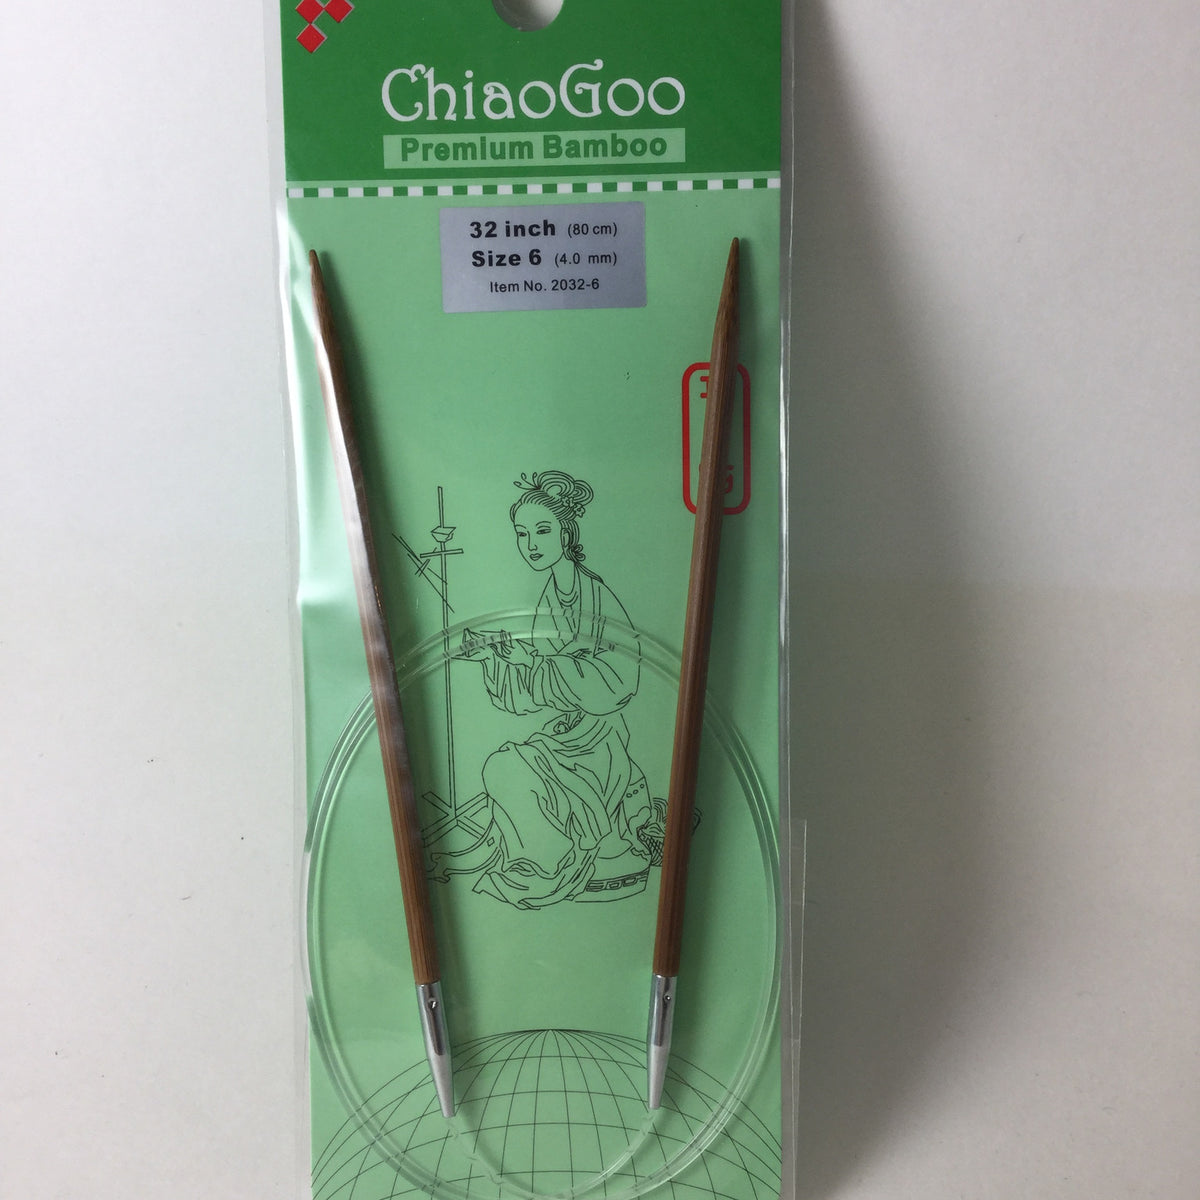 ChiaoGoo
Premium Bamboo
32 inch (80 cm)
Size 6 (4.0 mm)
Item No. 2032-6